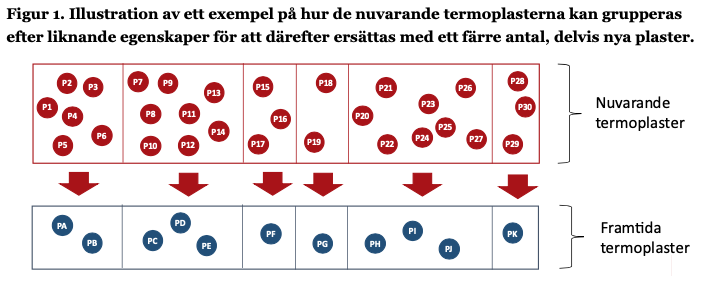 Figur 1. Illustration av ett exempel på hur de nuvarande termoplasterna kan grupperas
efter liknande egenskaper för att därefter ersättas med ett färre antal, delvis nya plaster.
P2 P3 P1 P4 P6 P5
P7 P9 P13 P8 P11 P14 P10 P12
P15 P16 P17
P18 P19
P21 P26 P23 P20 P25 P24 P27 P22
P28 P30 P29
Nuvarande
termoplaster
PA PB
PD PC PE
PF
PG
PI PH PJ
PK
Framtida
termoplaster